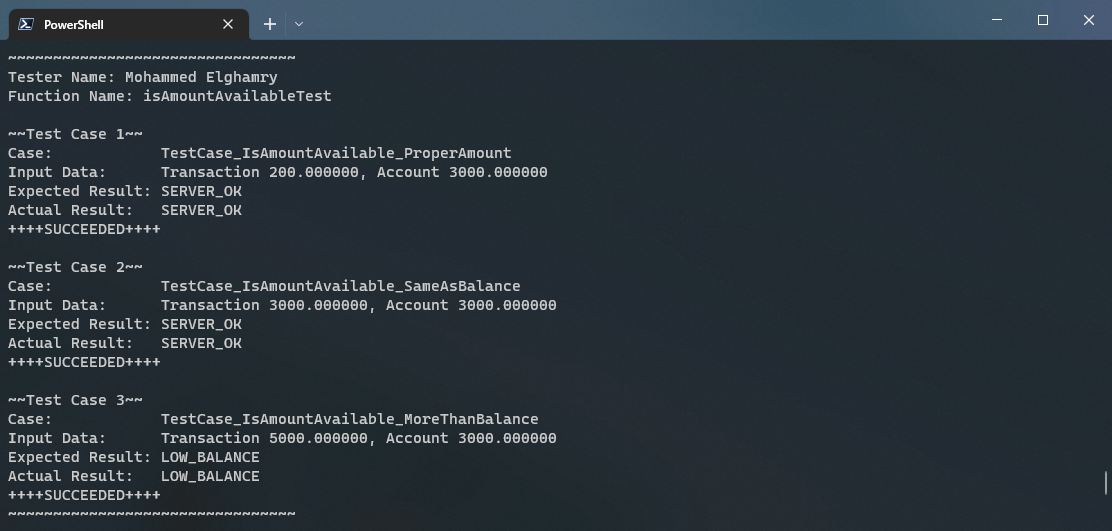 PowerShell
~~~~~~~~~~~~~~~~~~~~~~~~~~~~~~~~
Tester Name: Mohammed Elghamry
Function Name: isAmountAvailableTest
~~Test Case 1~~
Case:            TestCase_IsAmountAvailable_ProperAmount
Input Data:      Transaction 200.000000, Account 3000.000000
Expected Result: SERVER_OK
Actual Result:   SERVER_OK
++++SUCCEEDED++++
~~Test Case 2~~
Case:            TestCase_IsAmountAvailable_SameAsBalance
Input Data:      Transaction 3000.000000, Account 3000.000000
Expected Result: SERVER_OK
Actual Result:   SERVER_OK
++++SUCCEEDED++++
~~Test Case 3~~
Case:            TestCase_IsAmountAvailable_MoreThanBalance
Input Data:      Transaction 5000.000000, Account 3000.000000
Expected Result: LOW_BALANCE
Actual Result:   LOW_BALANCE
++++SUCCEEDED++++
~~~~~~~~~~~~~~~~~~~~~~~~~~~~~~~~